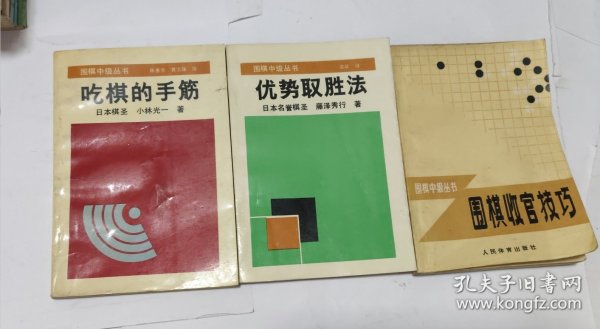 围棋中级丛书
吃棋的手筋
日本棋圣 小林光一 著
围棋中级丛书
优势取胜法
日本名誉棋圣 藤泽秀行 著
围棋中级丛书
围棋收官技巧
人民体育出版社
孔夫子旧书网
www.kongfz.com